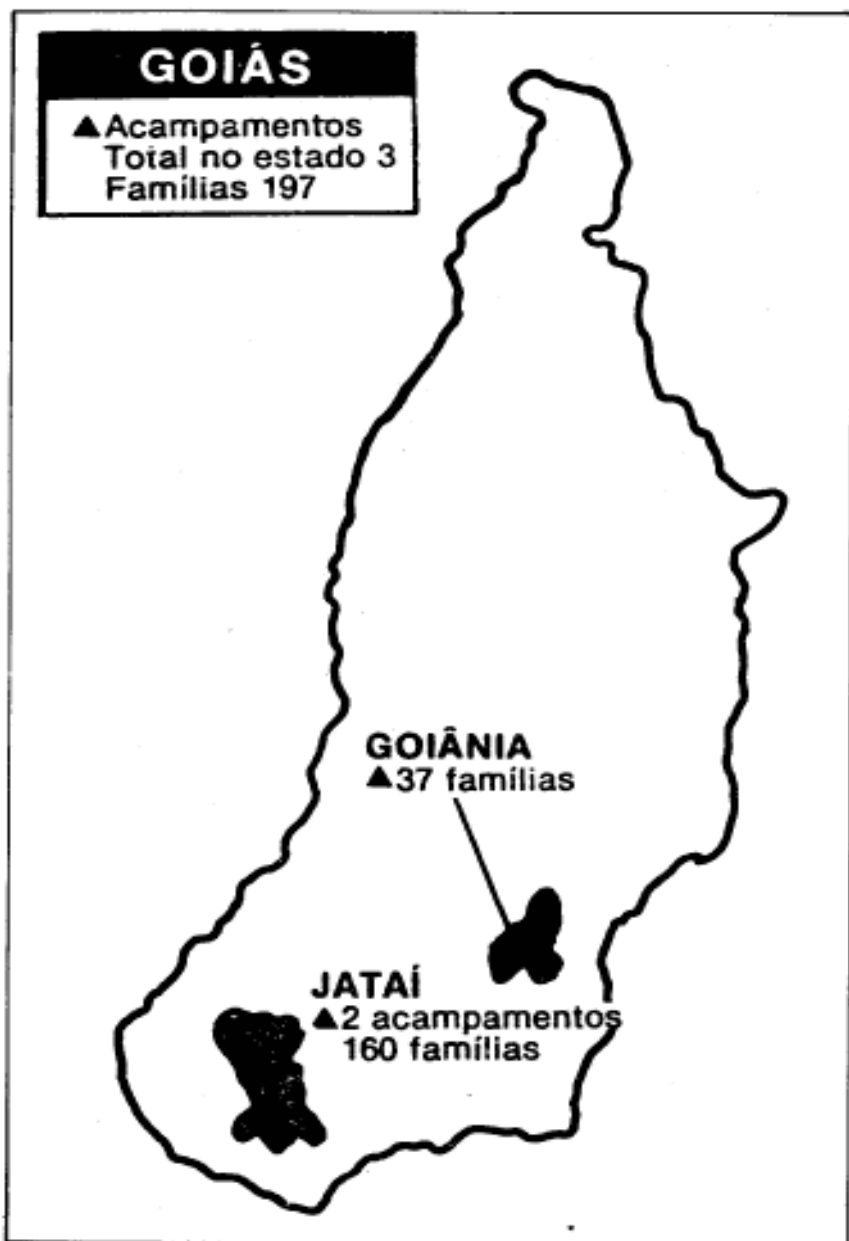 GOIÁS
▲Acampamentos
Total no estado 3
Famílias 197
GOIÂNIA
▲37 famílias
JATAÍ
▲2 acampamentos
160 famílias